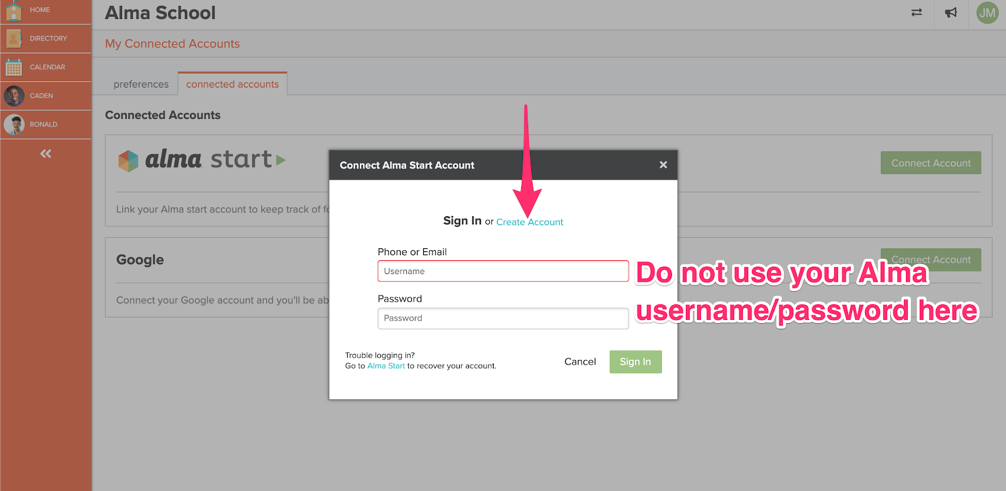 HOME
Alma School
JM
DIRECTORY
My Connected Accounts
CALENDAR
preferences
connected accounts
CADEN
Connected Accounts
RONALD
alma start
Connect Account
Link your Alma start account to keep track of fo
Connect Alma Start Account
×
Sign In or Create Account
Phone or Email
Username
Password
Password
Trouble logging in?
Go to Alma Start to recover your account.
Cancel
Sign In
Google
Connect Account
Connect your Google account and you'll be ab
Do not use your Alma
username/password here